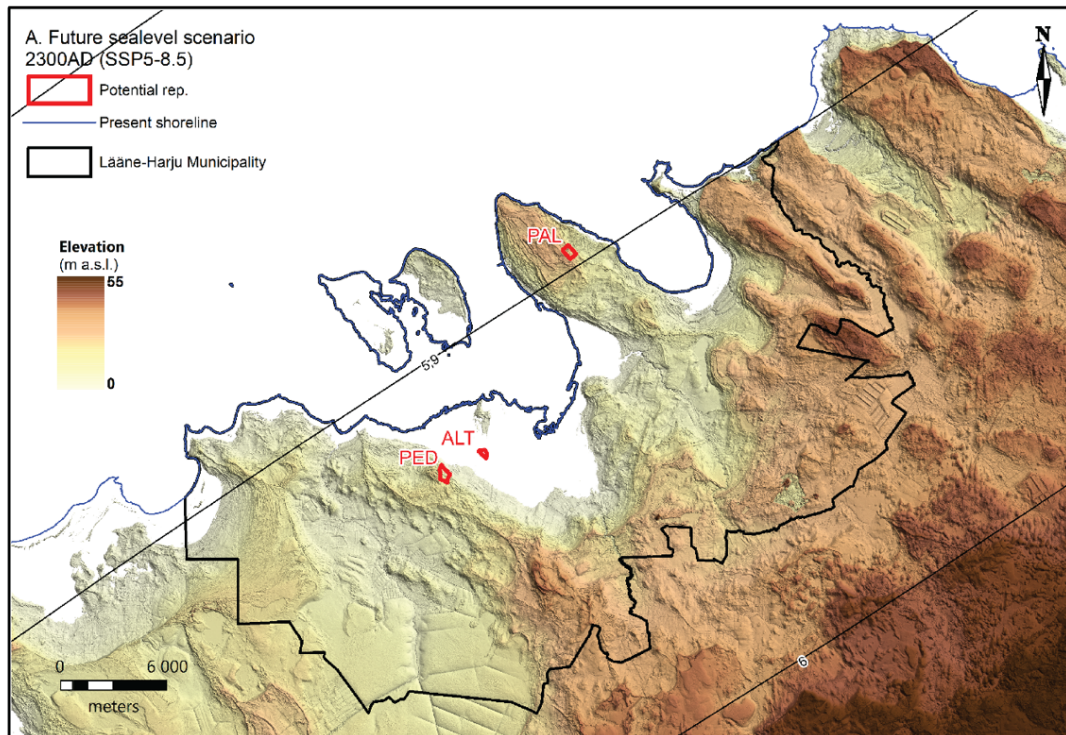 A. Future sealevel scenario
2300AD (SSP5-8.5)
Potential rep.
Present shoreline
Lääne-Harju Municipality
N
Elevation
(m a.s.l.)
55
0
PAL
5,9
ALT
PED
6
0 6 000
meters